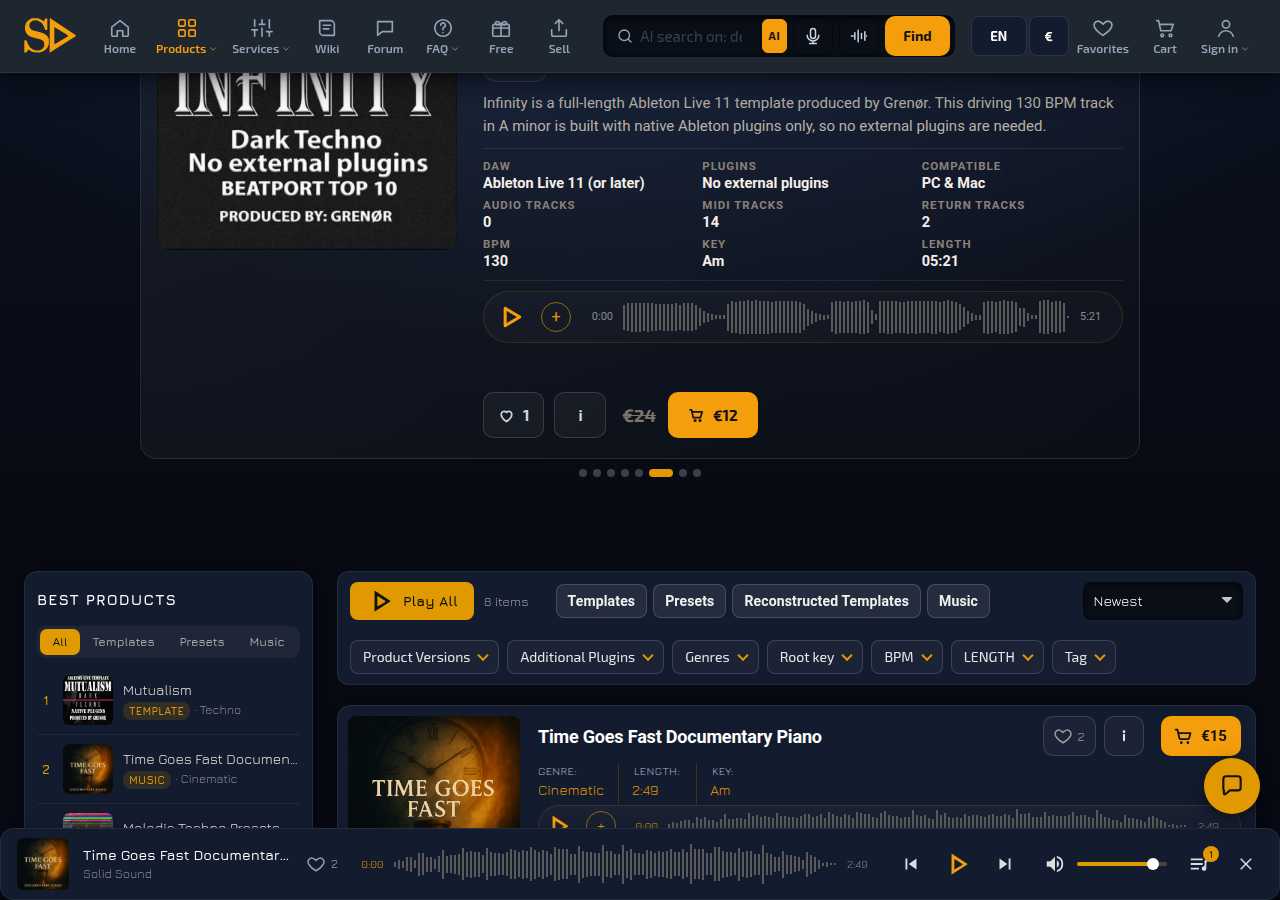 SD
Home
Products
Services
Wiki
Forum
FAQ
Free
Sell
AI search on: d
AI
Find
EN
€
Favorites
Cart
Sign in
INFINITY
Dark Techno
No external plugins
BEATPORT TOP 10
PRODUCED BY: GRENØR
Infinity is a full-length Ableton Live 11 template produced by Grenør. This driving 130 BPM track
in A minor is built with native Ableton plugins only, so no external plugins are needed.
DAW
Ableton Live 11 (or later)
PLUGINS
No external plugins
COMPATIBLE
PC & Mac
AUDIO TRACKS
0
MIDI TRACKS
14
RETURN TRACKS
2
BPM
130
KEY
Am
LENGTH
05:21
+
0:00
5:21
1
i
€24
€12
BEST PRODUCTS
All
Templates
Presets
Music
1
MUTUALISM
Mutualism
TEMPLATE · Techno
2
TIME GOES
FAST
Time Goes Fast Documen...
MUSIC · Cinematic
Melodic Techno Presets
Play All
8 items
Templates
Presets
Reconstructed Templates
Music
Newest
Product Versions
Additional Plugins
Genres
Root key
BPM
LENGTH
Tag
TIME GOES
FAST
Time Goes Fast Documentary Piano
2
i
€15
GENRE:
Cinematic
LENGTH:
2:49
KEY:
Am
+
0:00
2:49
TIME GOES
FAST
Time Goes Fast Documentar...
Solid Sound
2
0:00
2:49
1